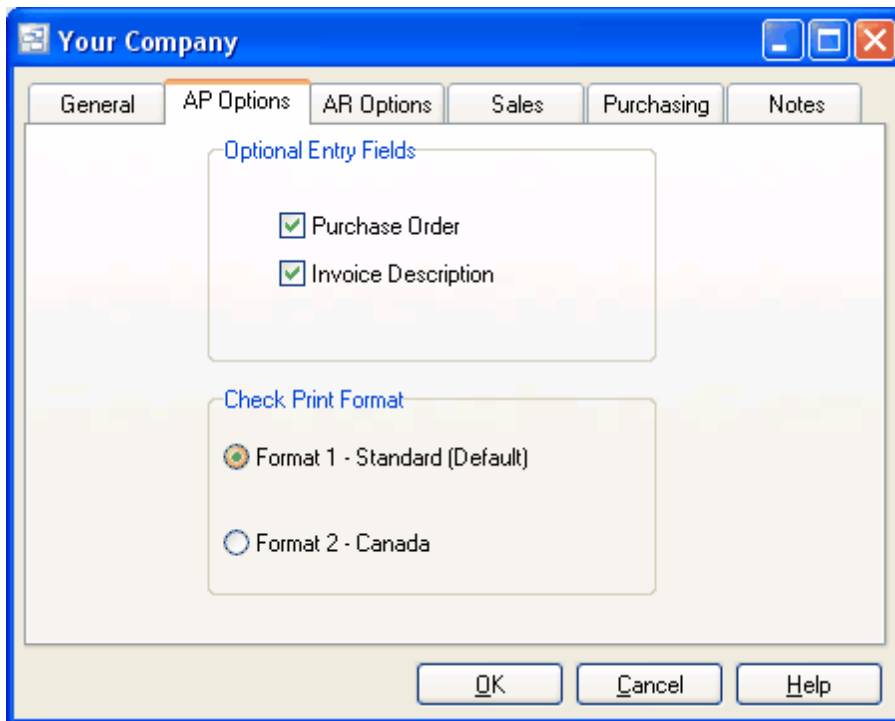 Your Company
General AP Options AR Options Sales Purchasing Notes
Optional Entry Fields
Purchase Order
Invoice Description
Check Print Format
Format 1 - Standard (Default)
Format 2 - Canada
OK Cancel Help